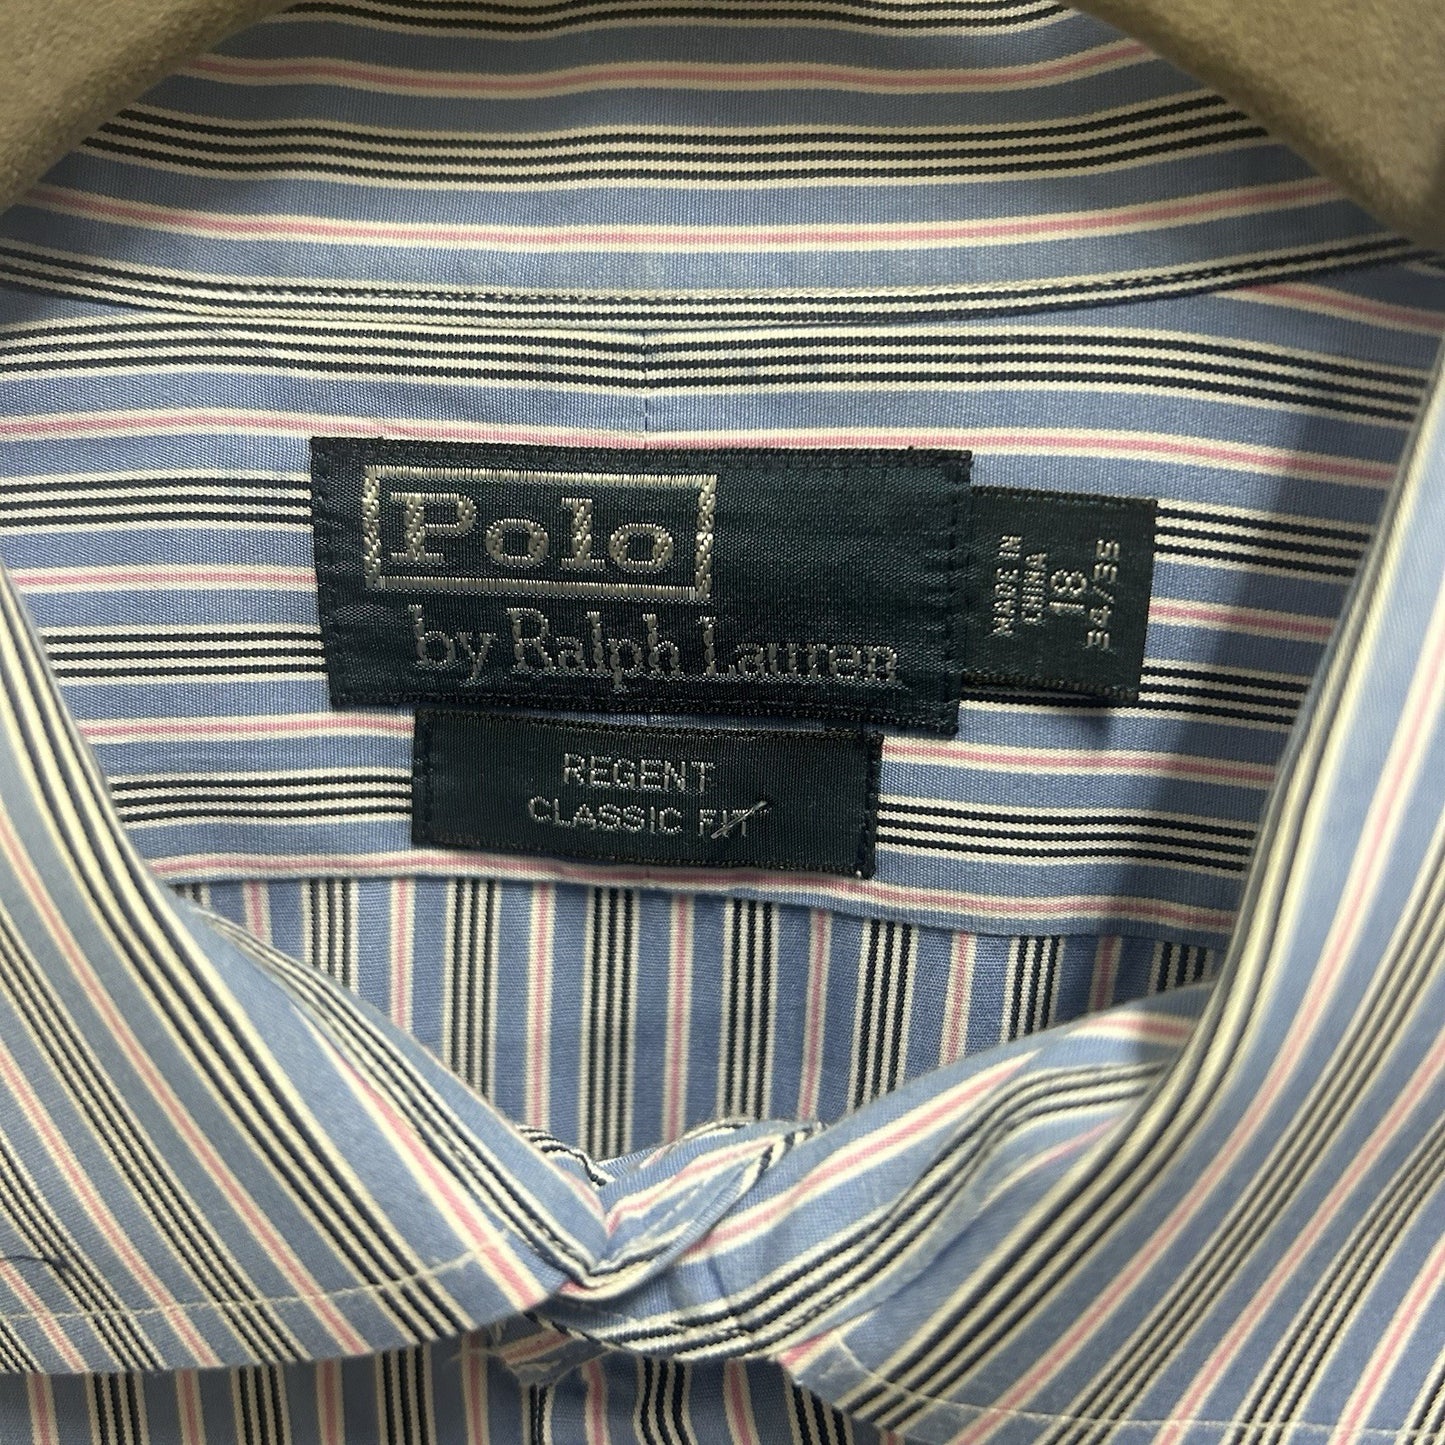 Polo
by Ralph Lauren
MADE IN
CHINA
18
34/35
REGENT
CLASSIC FIT